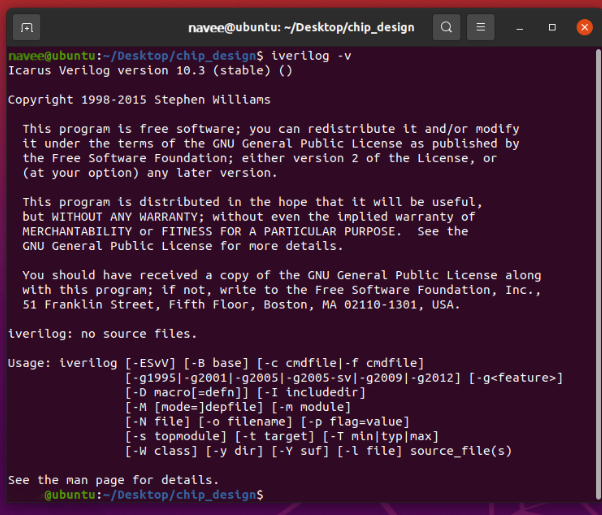 navee@ubuntu: ~/Desktop/chip_design
navee@ubuntu:~/Desktop/chip_design$ iverilog -v
Icarus Verilog version 10.3 (stable) ()

Copyright 1998-2015 Stephen Williams

  This program is free software; you can redistribute it and/or modify
  it under the terms of the GNU General Public License as published by
  the Free Software Foundation; either version 2 of the License, or
  (at your option) any later version.

  This program is distributed in the hope that it will be useful,
  but WITHOUT ANY WARRANTY; without even the implied warranty of
  MERCHANTABILITY or FITNESS FOR A PARTICULAR PURPOSE.  See the
  GNU General Public License for more details.

  You should have received a copy of the GNU General Public License along
  with this program; if not, write to the Free Software Foundation, Inc.,
  51 Franklin Street, Fifth Floor, Boston, MA 02110-1301, USA.

iverilog: no source files.

Usage: iverilog [-ESvV] [-B base] [-c cmdfile|-f cmdfile]
                [-g1995|-g2001|-g2005|-g2005-sv|-g2009|-g2012] [-g<feature>]
                [-D macro[=defn]] [-I includedir]
                [-M [mode=]depfile] [-m module]
                [-N file] [-o filename] [-p flag=value]
                [-s topmodule] [-t target] [-T min|typ|max]
                [-W class] [-y dir] [-Y suf] [-l file] source_file(s)

See the man page for details.
@ubuntu:~/Desktop/chip_design$